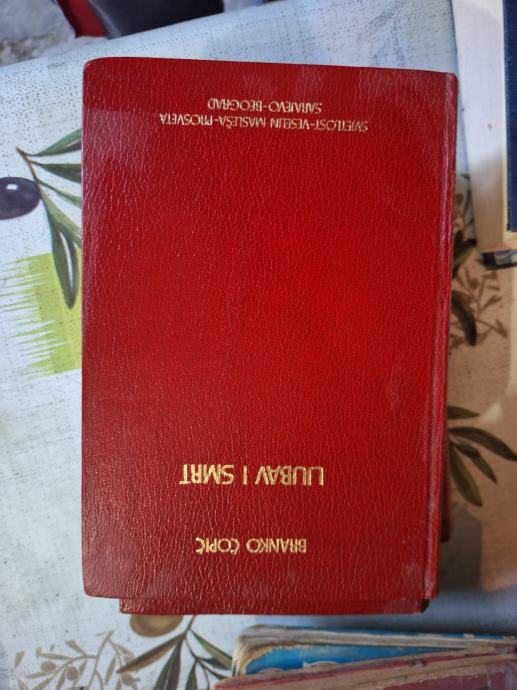 BRANKO ĆOPIĆ
LJUBAV I SMRT
SVJETLOST-VESELIN MASLEŠA-PROSVETA
SARAJEVO-BEOGRAD